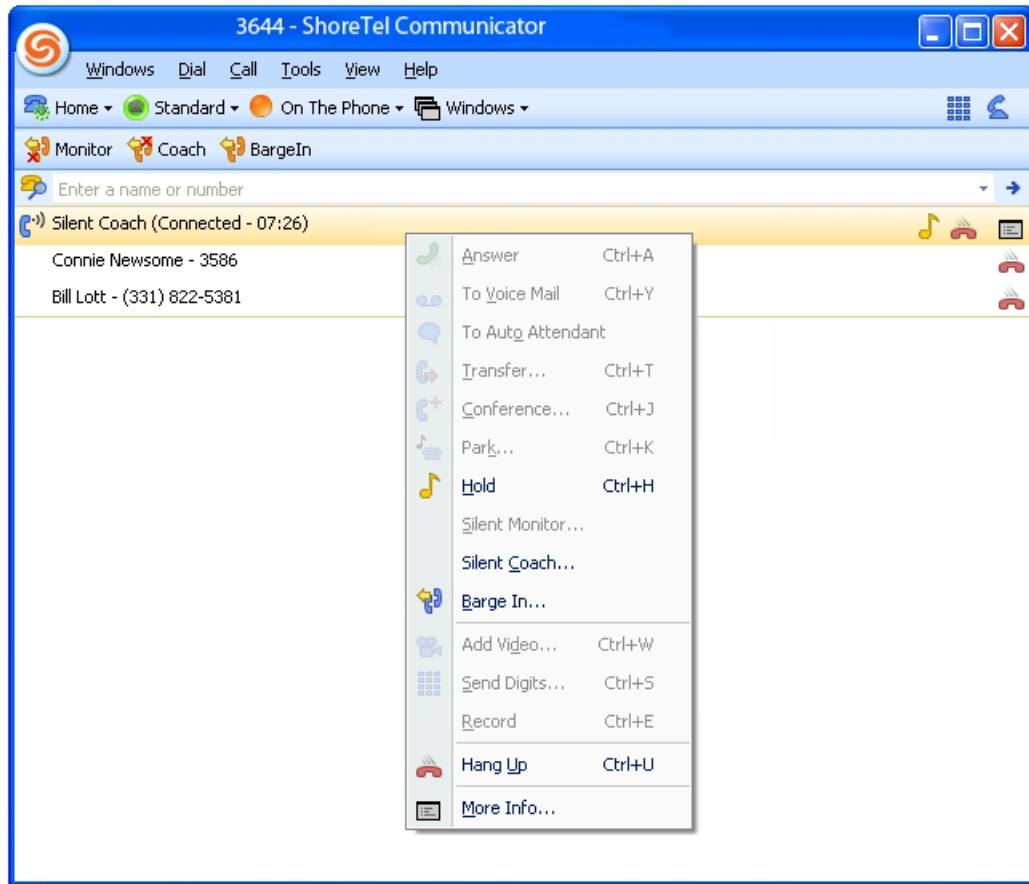 3644 - ShoreTel Communicator
Windows Dial Call Tools View Help
Home Standard On The Phone Windows
Monitor Coach BargeIn
Enter a name or number
Silent Coach (Connected - 07:26)
Connie Newsome - 3586
Bill Lott - (331) 822-5381
Answer Ctrl+A
To Voice Mail Ctrl+Y
To Auto Attendant
Transfer... Ctrl+T
Conference... Ctrl+J
Park... Ctrl+K
Hold Ctrl+H
Silent Monitor...
Silent Coach...
Barge In...
Add Video... Ctrl+W
Send Digits... Ctrl+S
Record Ctrl+E
Hang Up Ctrl+U
More Info...